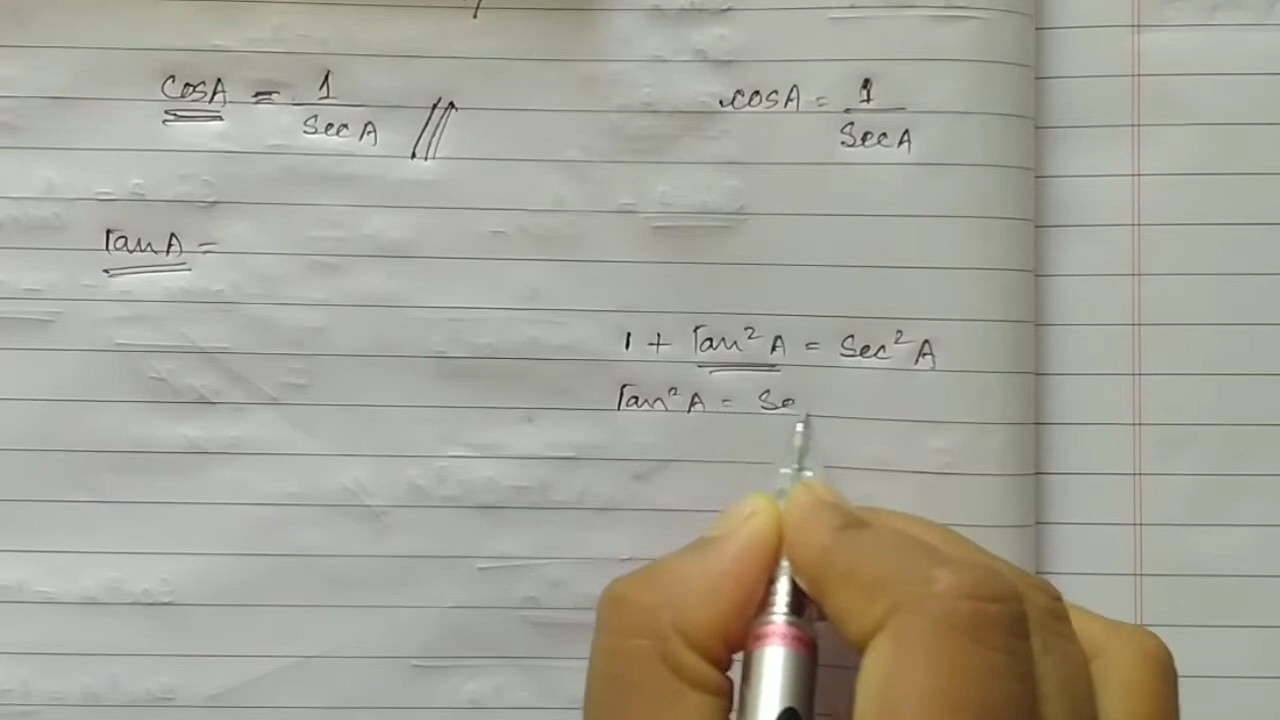 cosA = 1/SecA
cosA = 1/SecA
TanA =
1 + Tan²A = Sec²A
Tan²A = Se